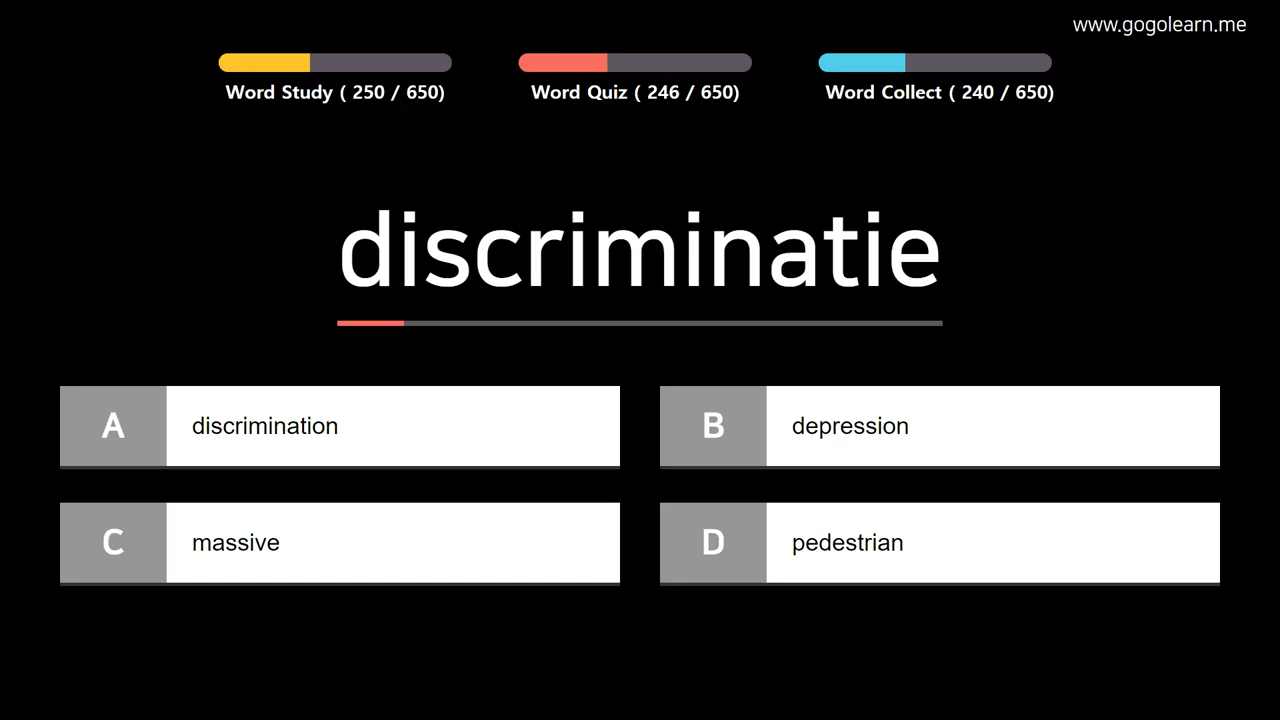 www.gogolearn.me
Word Study ( 250 / 650)
Word Quiz ( 246 / 650)
Word Collect ( 240 / 650)
discriminatie
A discrimination
B depression
C massive
D pedestrian